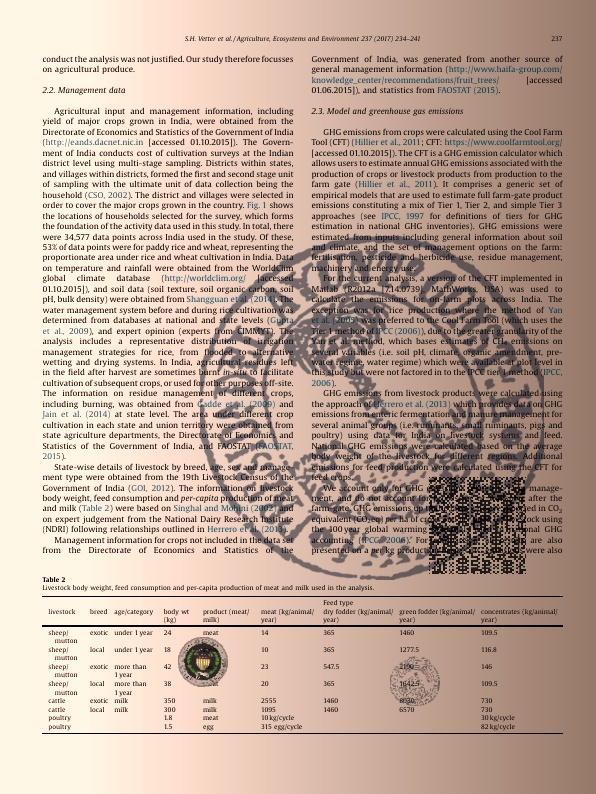 S.H. Vetter et al. / Agriculture, Ecosystems and Environment 237 (2017) 234–241
237
conduct the analysis was not justified. Our study therefore focusses
on agricultural produce.
2.2. Management data
Agricultural input and management information, including
yield of major crops grown in India, were obtained from the
Directorate of Economics and Statistics of the Government of India
(http://eands.dacnet.nic.in [accessed 01.10.2015]). The Govern-
ment of India conducts cost of cultivation surveys at the Indian
district level using multi-stage sampling. Districts within states,
and villages within districts, formed the first and second stage unit
of sampling with the ultimate unit of data collection being the
household (CSO, 2002). The district and villages were selected in
order to cover the major crops grown in the country. Fig. 1 shows
the locations of households selected for the survey, which forms
the foundation of the activity data used in this study. In total, there
were 34,577 data points across India used in the study. Of these,
53% of data points were for paddy rice and wheat, representing the
proportionate area under rice and wheat cultivation in India. Data
on temperature and rainfall were obtained from the Worldclim
global climate database (http://worldclim.org/ [accessed
01.10.2015]), and soil data (soil texture, soil organic carbon, soil
pH, bulk density) were obtained from Shangguan et al. (2014). The
water management system before and during rice cultivation was
determined from databases at national and state levels (Gupta
et al., 2009), and expert opinion (experts from CIMMYT). The
analysis includes a representative distribution of irrigation
management strategies for rice, from flooded to alternative
wetting and drying systems. In India, agricultural residues left
in the field after harvest are sometimes burnt in-situ to facilitate
cultivation of subsequent crops, or used for other purposes off-site.
The information on residue management of different crops,
including burning, was obtained from Gadde et al. (2009) and
Jain et al. (2014) at state level. The area under different crop
cultivation in each state and union territory were obtained from
state agriculture departments, the Directorate of Economics and
Statistics of the Government of India, and FAOSTAT (FAOSTAT,
2015).
State-wise details of livestock by breed, age, sex and manage-
ment type were obtained from the 19th Livestock Census of the
Government of India (GOI, 2012). The information on livestock
body weight, feed consumption and per-capita production of meat
and milk (Table 2) were based on Singhal and Mohini (2002) and
on expert judgement from the National Dairy Research Institute
(NDRI) following relationships outlined in Herrero et al. (2013).
Management information for crops not included in the data set
from the Directorate of Economics and Statistics of the
Government of India, was generated from another source of
general management information (http://www.haifa-group.com/
knowledge_center/recommendations/fruit_trees/ [accessed
01.06.2015]), and statistics from FAOSTAT (2015).
2.3. Model and greenhouse gas emissions
GHG emissions from crops were calculated using the Cool Farm
Tool (CFT) (Hillier et al., 2011; CFT: https://www.coolfarmtool.org/
[accessed 01.10.2015]). The CFT is a GHG emission calculator which
allows users to estimate annual GHG emissions associated with the
production of crops or livestock products from production to the
farm gate (Hillier et al., 2011). It comprises a generic set of
empirical models that are used to estimate full farm-gate product
emissions constituting a mix of Tier 1, Tier 2, and simple Tier 3
approaches (see IPCC, 1997 for definitions of tiers for GHG
estimation in national GHG inventories). GHG emissions were
estimated from inputs including general information about soil
and climate, and the set of management options on the farm:
fertilisation, pesticide and herbicide use, residue management,
machinery and energy use.
For the current analysis, a version of the CFT implemented in
Matlab (R2012a (7.14.0739), MathWorks, USA) was used to
calculate the emissions for on-farm plots across India. The
exception was for rice production where the method of Yan
et al. (2005) was preferred to the Cool Farm Tool (which uses the
Tier 1 method of IPCC (2006)), due to the greater granularity of the
Yan et al. method, which bases estimates of CH4 emissions on
several variables (i.e. soil pH, climate, organic amendment, pre-
water regime, water regime) which were available at plot level in
this study but were not factored in to the IPCC tier 1 method (IPCC,
2006).
GHG emissions from livestock products were calculated using
the approach of Herrero et al. (2013) which provides data on GHG
emissions from enteric fermentation and manure management for
several animal groups (i.e. ruminants, small ruminants, pigs and
poultry) using data for India on livestock systems and feed.
National GHG emissions were calculated based on the average
body weight of the livestock for different regions. Additional
emissions for feed production were calculated using the CFT for
feed crops.
We account only for GHG manage-
ment, and do not account for after the
farm-gate. GHG emissions in CO2
equivalent (CO2eq) per ha of using
the 100 year global warming GHG
accounting (IPCC, 2006). For are also
presented on a per kg product were also
Table 2
Livestock body weight, feed consumption and per-capita production of meat and milk used in the analysis.
Feed type
livestock breed age/category body wt (kg) product (meat/milk) meat (kg/animal/year) dry fodder (kg/animal/year) green fodder (kg/animal/year) concentrates (kg/animal/year)
sheep/mutton exotic under 1 year 24 meat 14 365 1460 109.5
sheep/mutton local under 1 year 18 10 365 1277.5 116.8
sheep/mutton exotic more than 1 year 42 23 547.5 2190 146
sheep/mutton local more than 1 year 38 meat 20 365 1642.5 109.5
cattle exotic milk 350 milk 2555 1460 730
cattle local milk 300 milk 1095 1460 6570 730
poultry 1.8 meat 10 kg/cycle 30 kg/cycle
poultry 1.5 egg 315 egg/cycle 82 kg/cycle